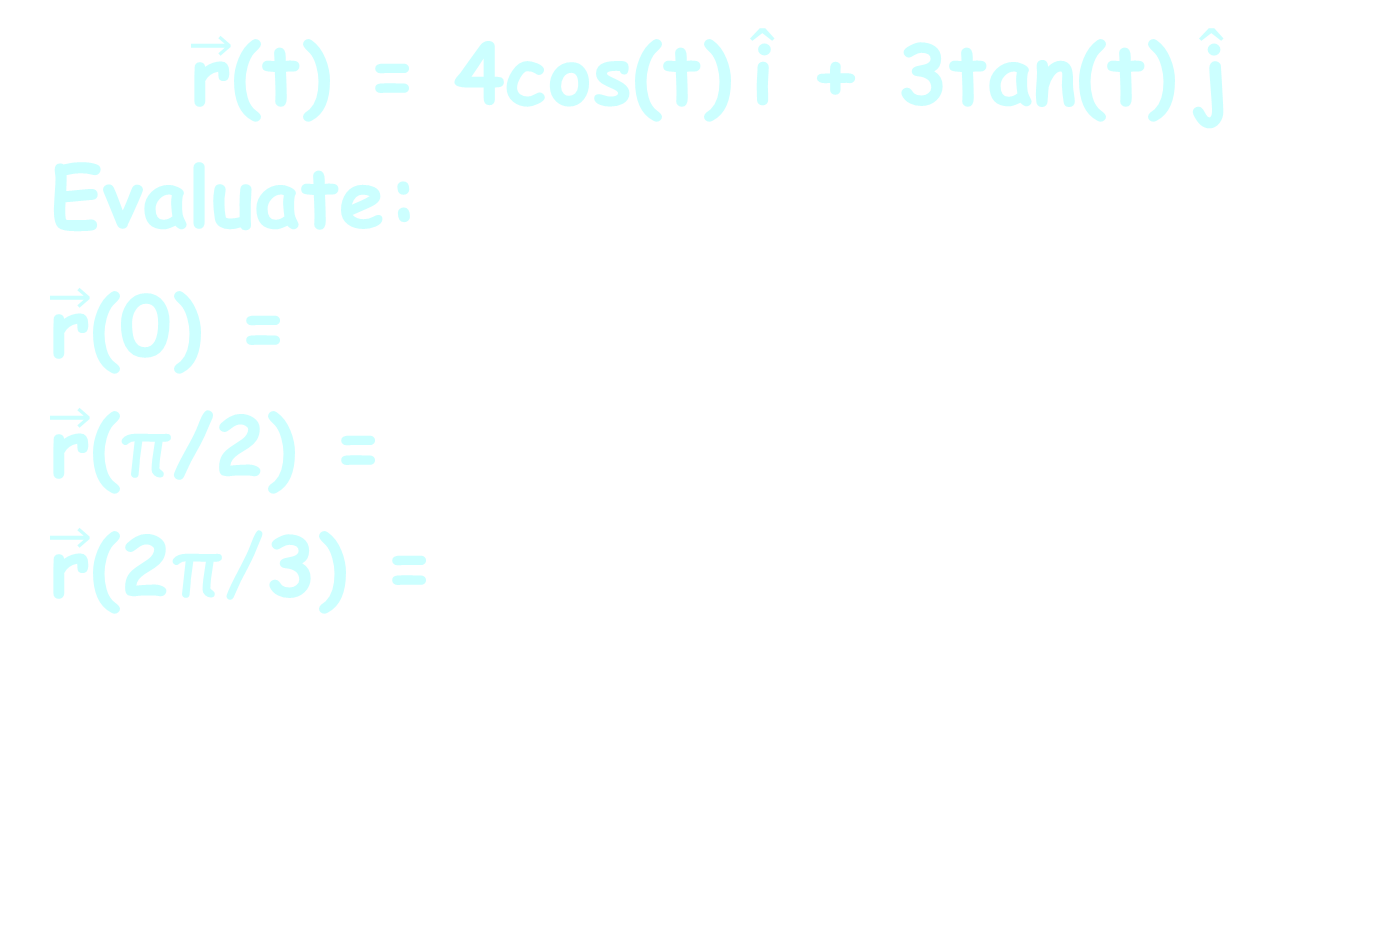 r⃗(t) = 4cos(t) î + 3tan(t) ĵ
Evaluate:
r⃗(0) =
r⃗(π/2) =
r⃗(2π/3) =